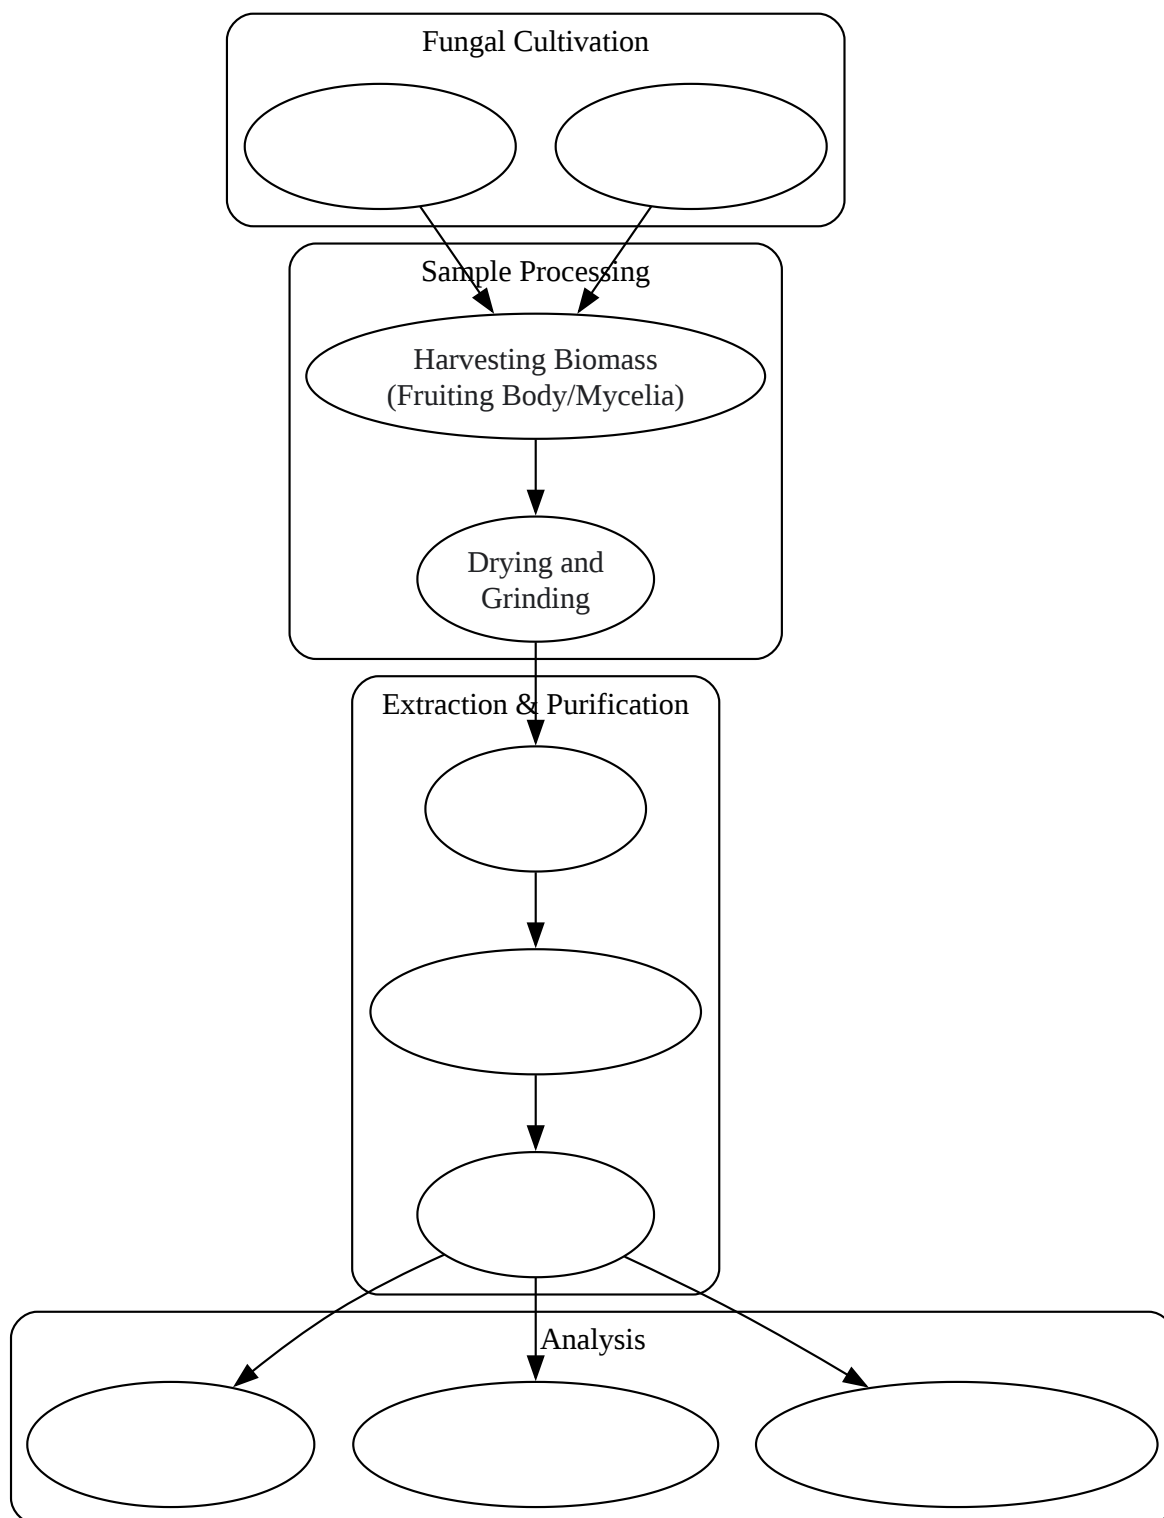 Fungal Cultivation
Sample Processing
Harvesting Biomass
(Fruiting Body/Mycelia)
Drying and
Grinding
Extraction & Purification
Analysis